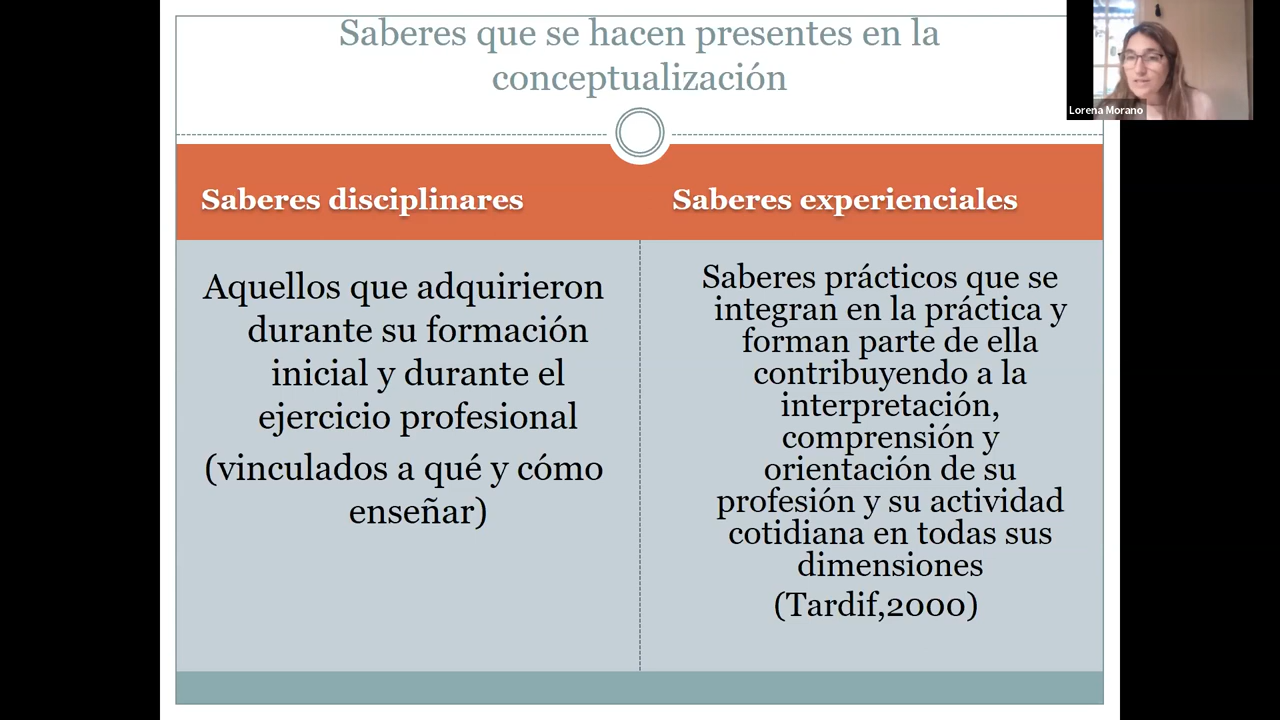 Saberes que se hacen presentes en la
conceptualización
Lorena Morano
Saberes disciplinares
Saberes experienciales
Aquellos que adquirieron
durante su formación
inicial y durante el
ejercicio profesional
(vinculados a qué y cómo
enseñar)
Saberes prácticos que se
integran en la práctica y
forman parte de ella
contribuyendo a la
interpretación,
comprensión y
orientación de su
profesión y su actividad
cotidiana en todas sus
dimensiones
(Tardif,2000)